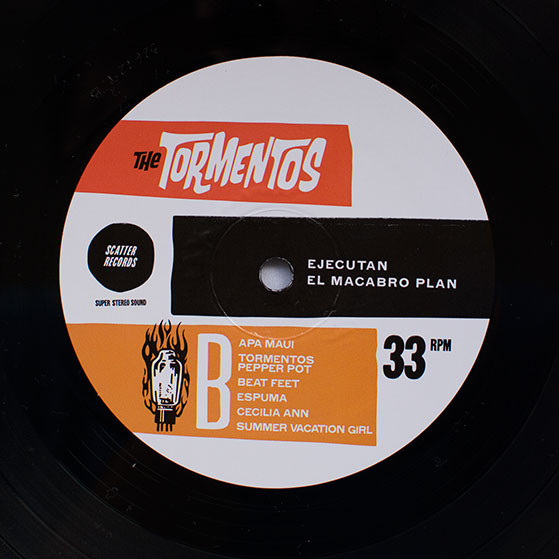 THE TORMENTOS
EJECUTAN
EL MACABRO PLAN
SCATTER
RECORDS
SUPER STEREO SOUND
B
APA MAUI
TORMENTOS
PEPPER POT
BEAT FEET
ESPUMA
CECILIA ANN
SUMMER VACATION GIRL
33 RPM